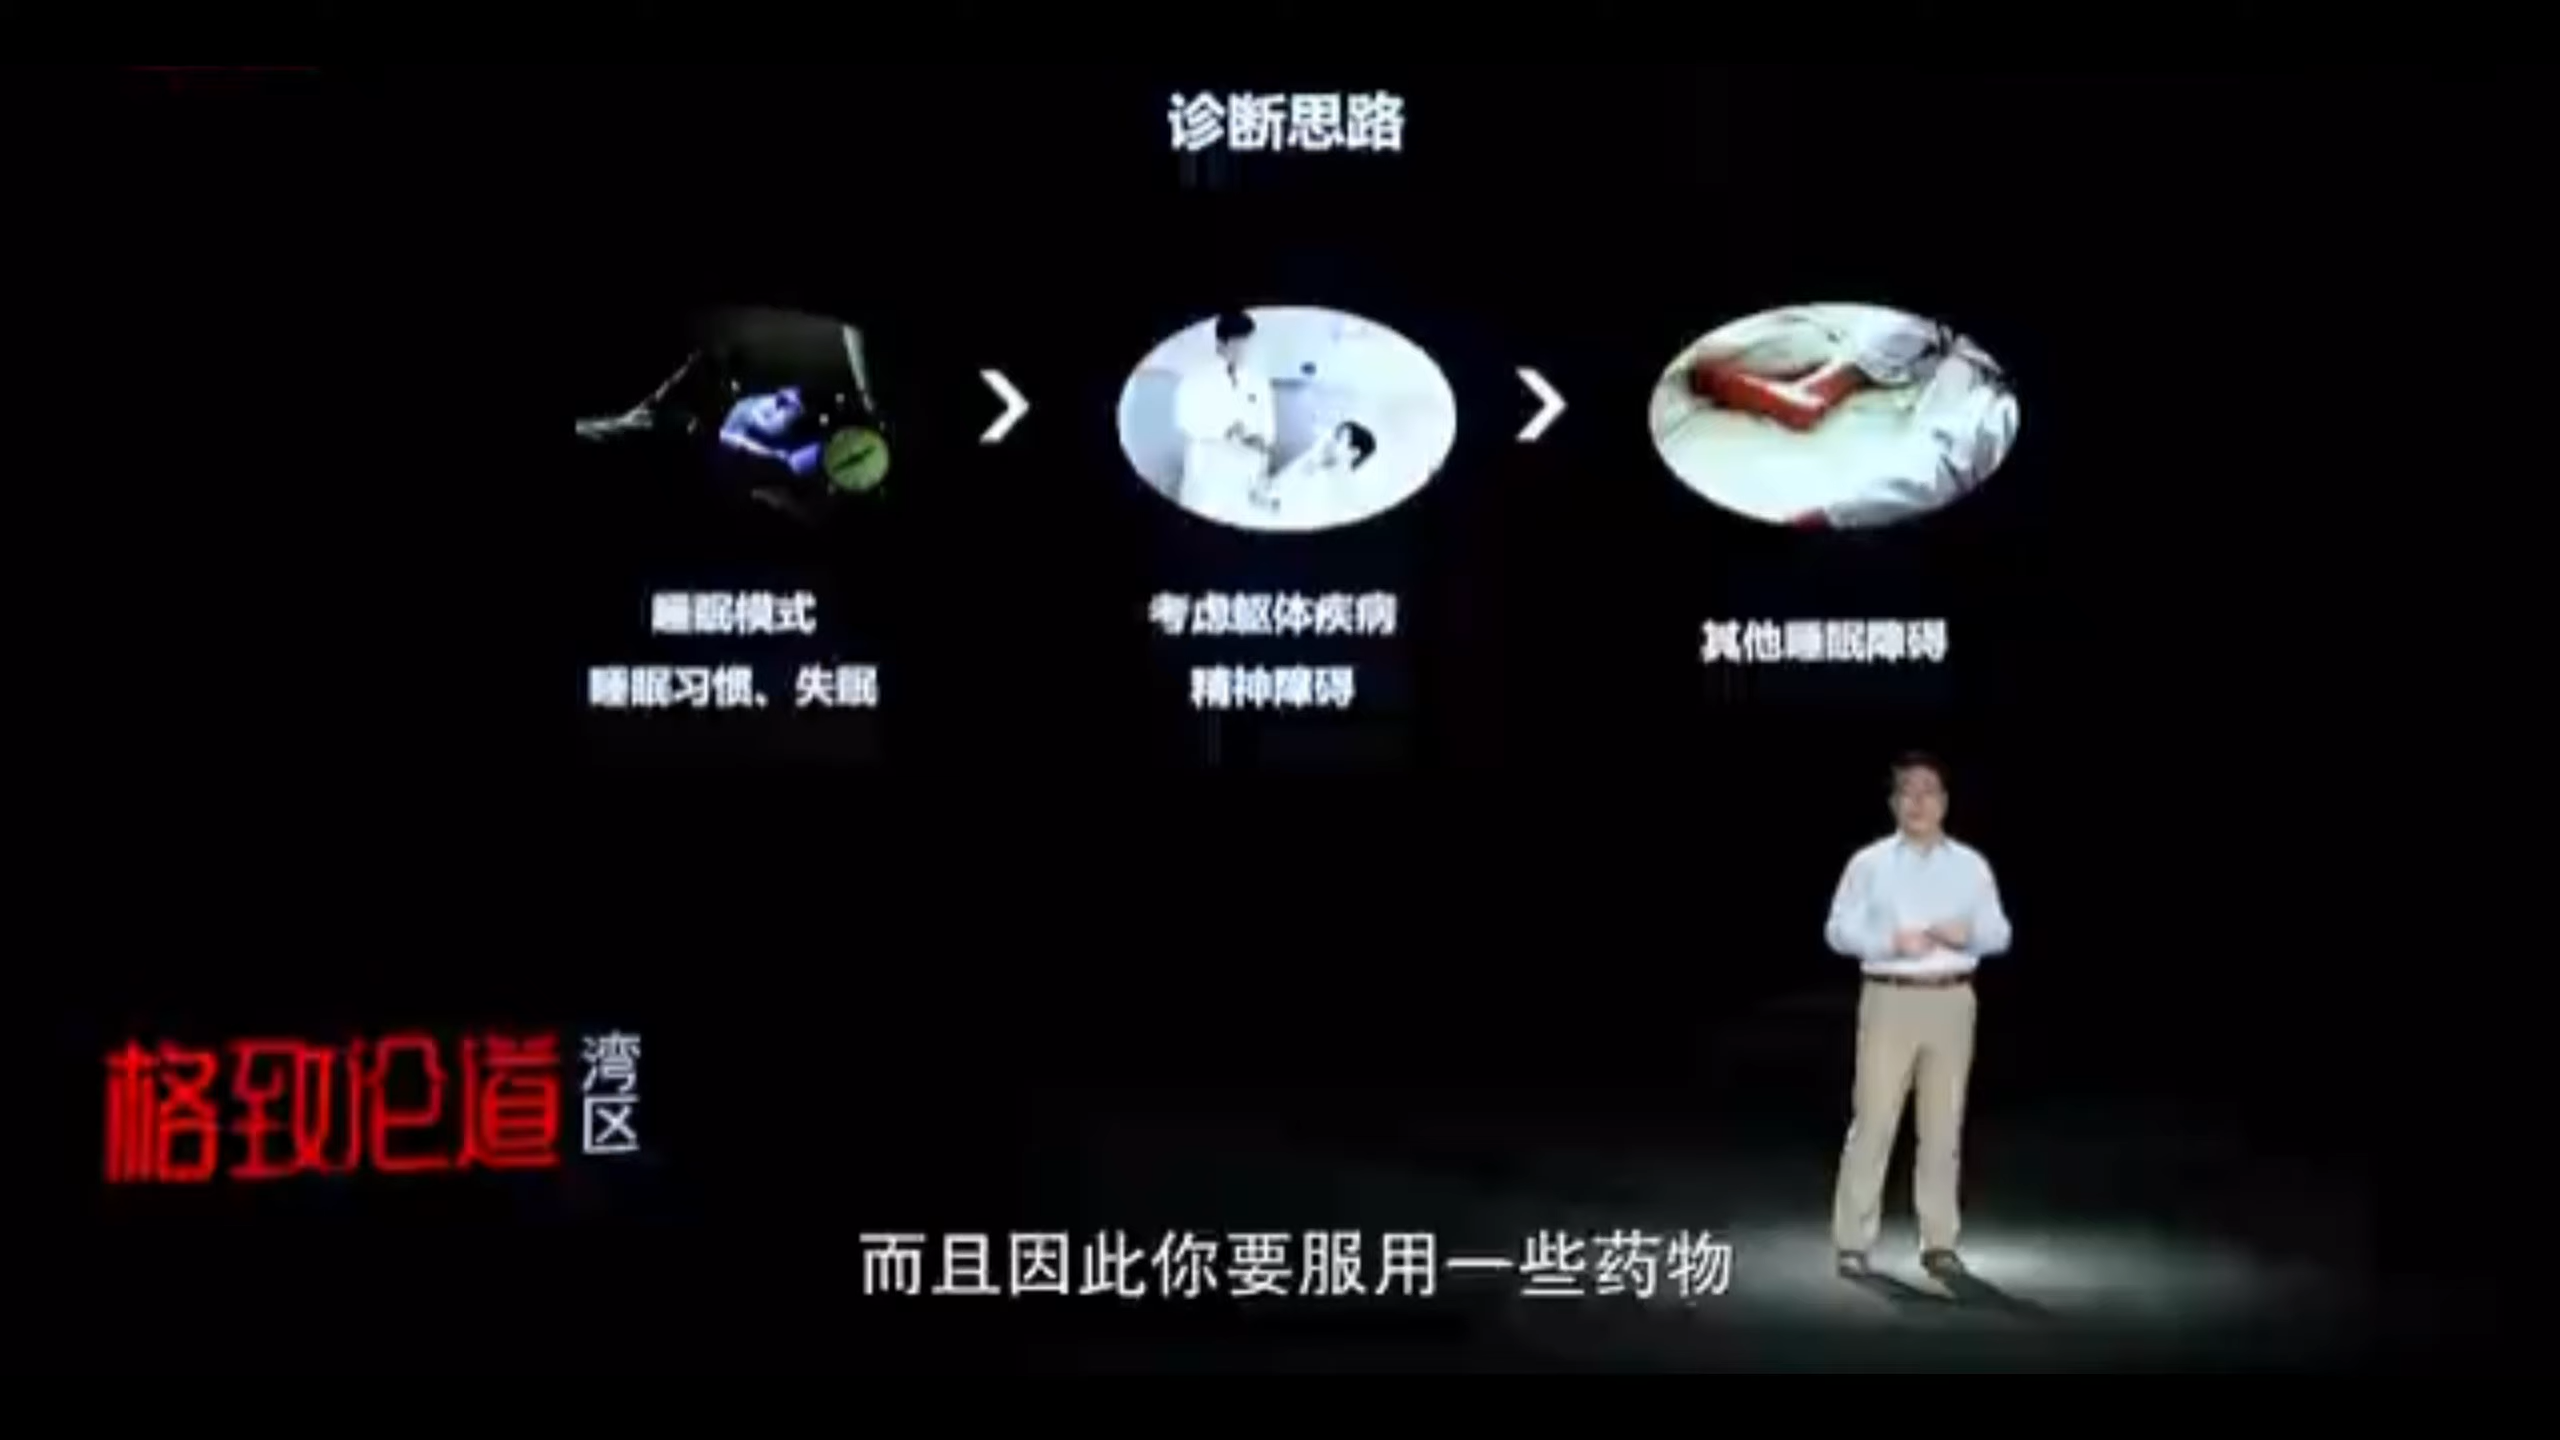 诊断思路
睡眠模式
睡眠习惯、失眠
考虑躯体疾病
精神障碍
其他睡眠障碍
格致论道
湾区
而且因此你要服用一些药物